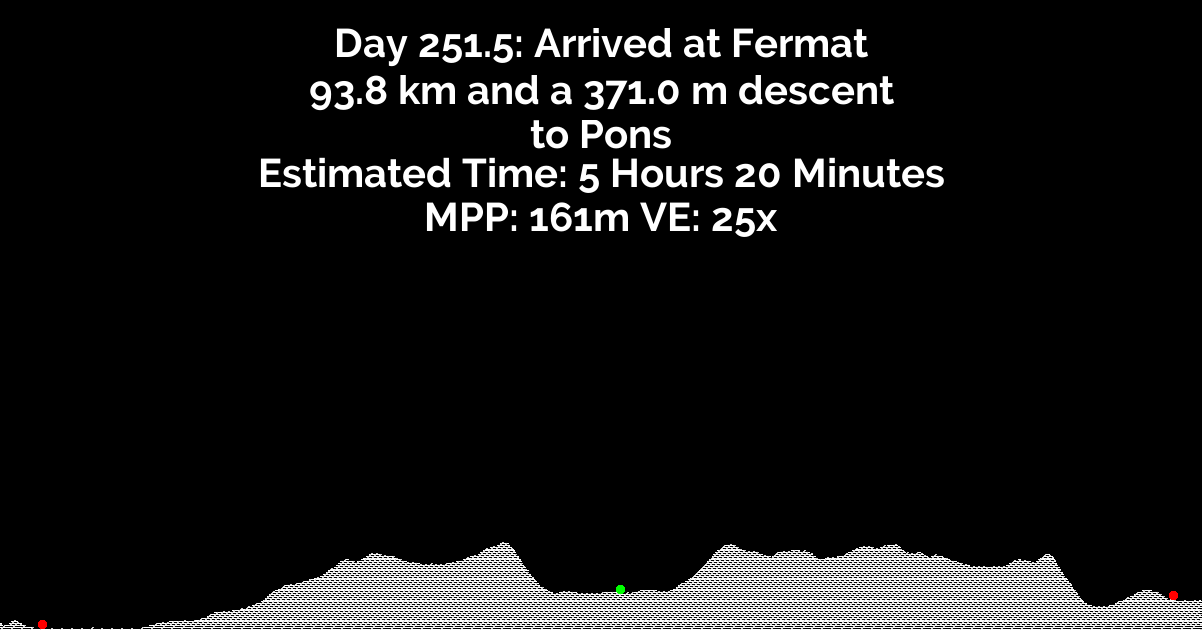 Day 251.5: Arrived at Fermat
93.8 km and a 371.0 m descent
to Pons
Estimated Time: 5 Hours 20 Minutes
MPP: 161m VE: 25x